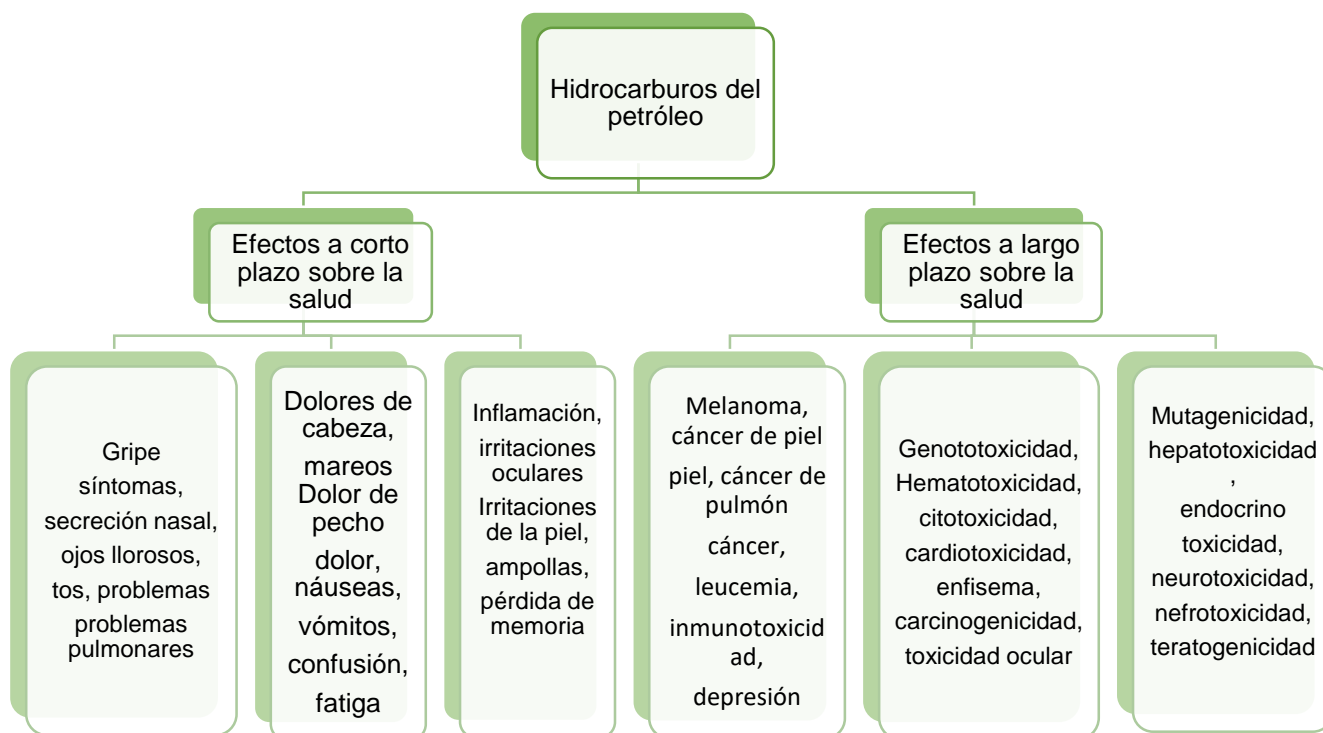 Hidrocarburos del
petróleo
Efectos a corto
plazo sobre la
salud
Efectos a largo
plazo sobre la
salud
Gripe
síntomas,
secreción nasal,
ojos llorosos,
tos, problemas
problemas
pulmonares
Dolores de
cabeza,
mareos
Dolor de
pecho
dolor,
náuseas,
vómitos,
confusión,
fatiga
Inflamación,
irritaciones
oculares
Irritaciones
de la piel,
ampollas,
pérdida de
memoria
Melanoma,
cáncer de piel
piel, cáncer de
pulmón
cáncer,
leucemia,
inmunotoxicid
ad,
depresión
Genototoxicidad,
Hematotoxicidad,
citotoxicidad,
cardiotoxicidad,
enfisema,
carcinogenicidad,
toxicidad ocular
Mutagenicidad,
hepatotoxicidad
,
endocrino
toxicidad,
neurotoxicidad,
nefrotoxicidad,
teratogenicidad